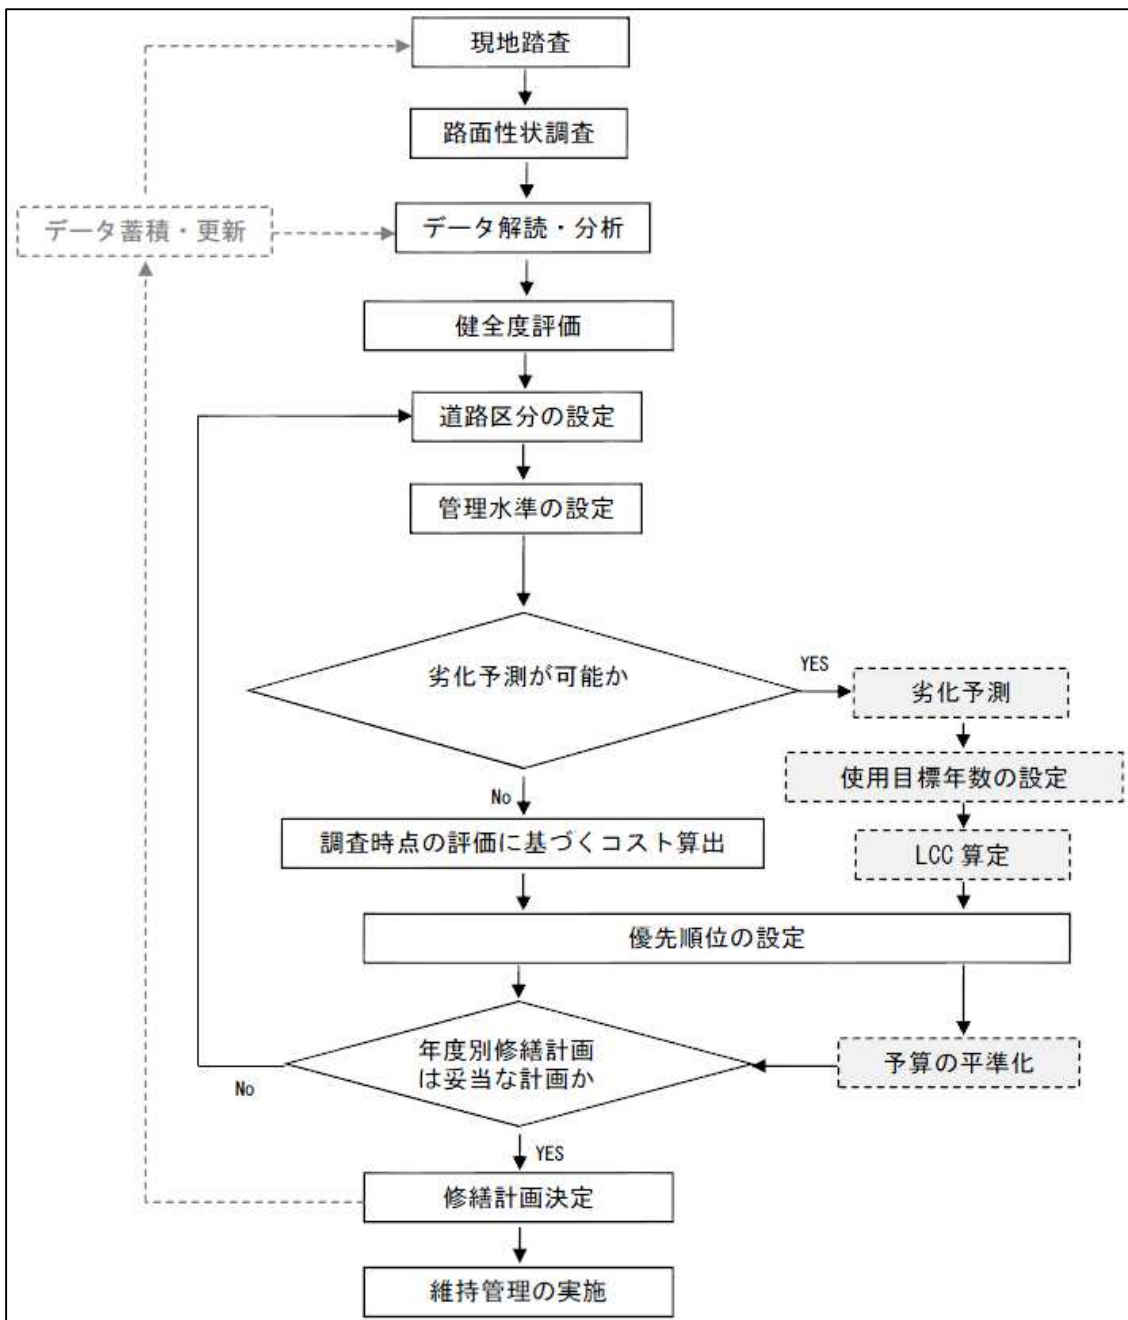 現地踏査
路面性状調査
データ蓄積・更新
データ解読・分析
健全度評価
道路区分の設定
管理水準の設定
劣化予測が可能か
YES
劣化予測
使用目標年数の設定
No
調査時点の評価に基づくコスト算出
LCC 算定
優先順位の設定
年度別修繕計画
は妥当な計画か
予算の平準化
No
YES
修繕計画決定
維持管理の実施